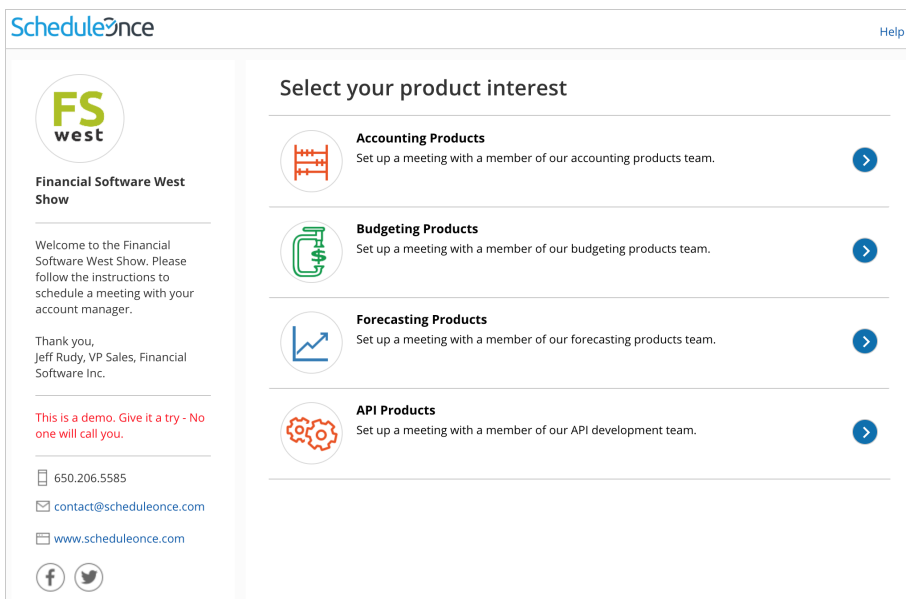 ScheduleOnce
Help
FS
west
Financial Software West
Show
Welcome to the Financial
Software West Show. Please
follow the instructions to
schedule a meeting with your
account manager.
Thank you,
Jeff Rudy, VP Sales, Financial
Software Inc.
This is a demo. Give it a try - No
one will call you.
650.206.5585
contact@scheduleonce.com
www.scheduleonce.com
Select your product interest
Accounting Products
Set up a meeting with a member of our accounting products team.
Budgeting Products
Set up a meeting with a member of our budgeting products team.
Forecasting Products
Set up a meeting with a member of our forecasting products team.
API Products
Set up a meeting with a member of our API development team.